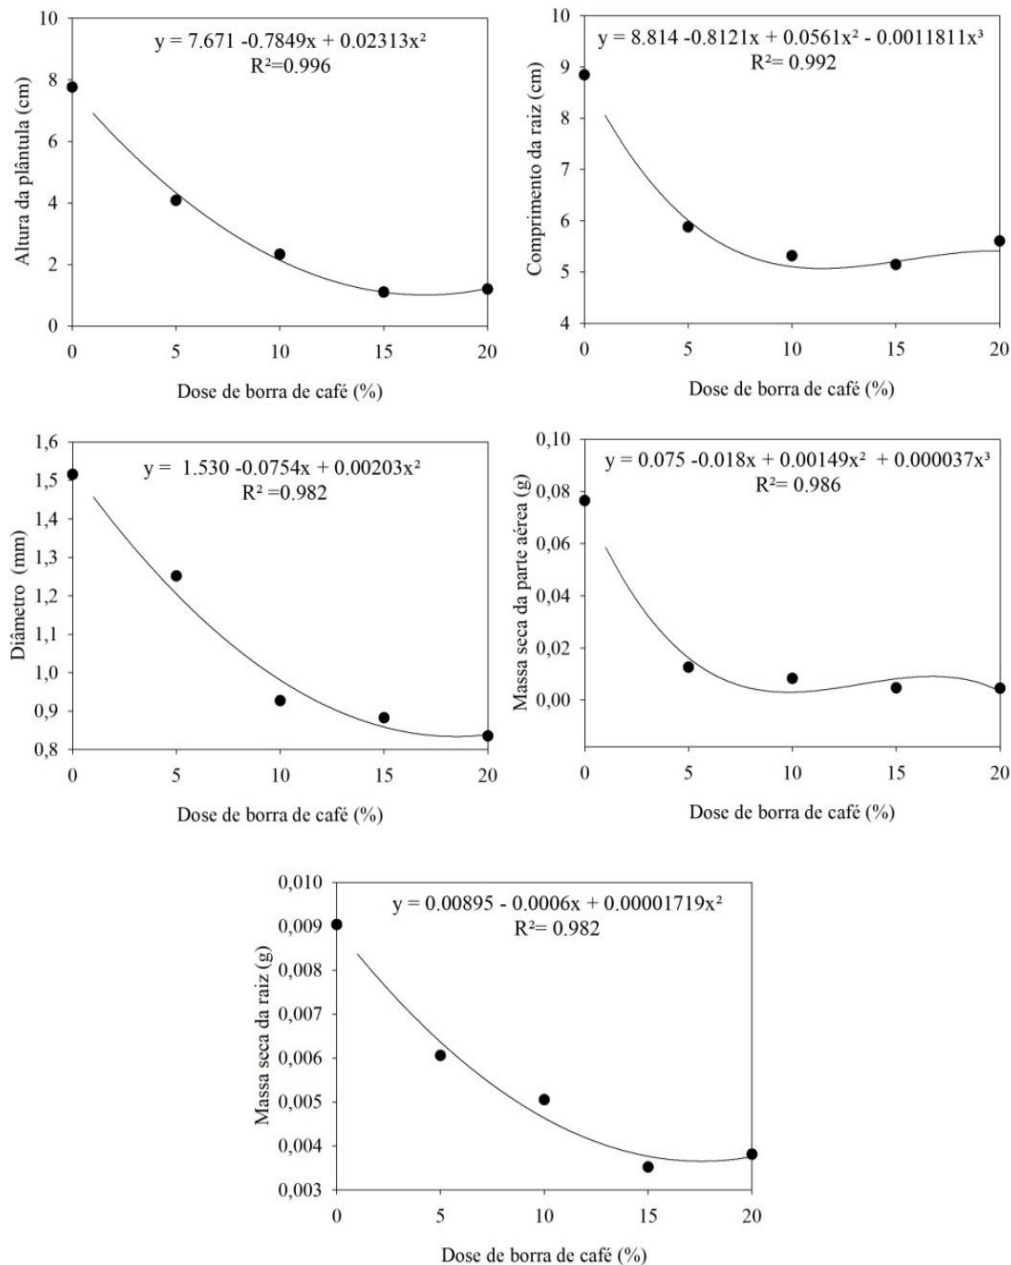 y = 7.671 -0.7849x + 0.02313x²
R²=0.996
Altura da plântula (cm)
10
8
6
4
2
0
0 5 10 15 20
Dose de borra de café (%)
y = 8.814 -0.8121x + 0.0561x² - 0.0011811x³
R²= 0.992
Comprimento da raiz (cm)
10
9
8
7
6
5
4
0 5 10 15 20
Dose de borra de café (%)
y = 1.530 -0.0754x + 0.00203x²
R² =0.982
Diâmetro (mm)
1,6
1,5
1,4
1,3
1,2
1,1
1,0
0,9
0,8
0 5 10 15 20
Dose de borra de café (%)
y = 0.075 -0.018x + 0.00149x² + 0.000037x³
R²= 0.986
Massa seca da parte aérea (g)
0,10
0,08
0,06
0,04
0,02
0,00
0 5 10 15 20
Dose de borra de café (%)
y = 0.00895 - 0.0006x + 0.00001719x²
R²= 0.982
Massa seca da raiz (g)
0,010
0,009
0,008
0,007
0,006
0,005
0,004
0,003
0 5 10 15 20
Dose de borra de café (%)